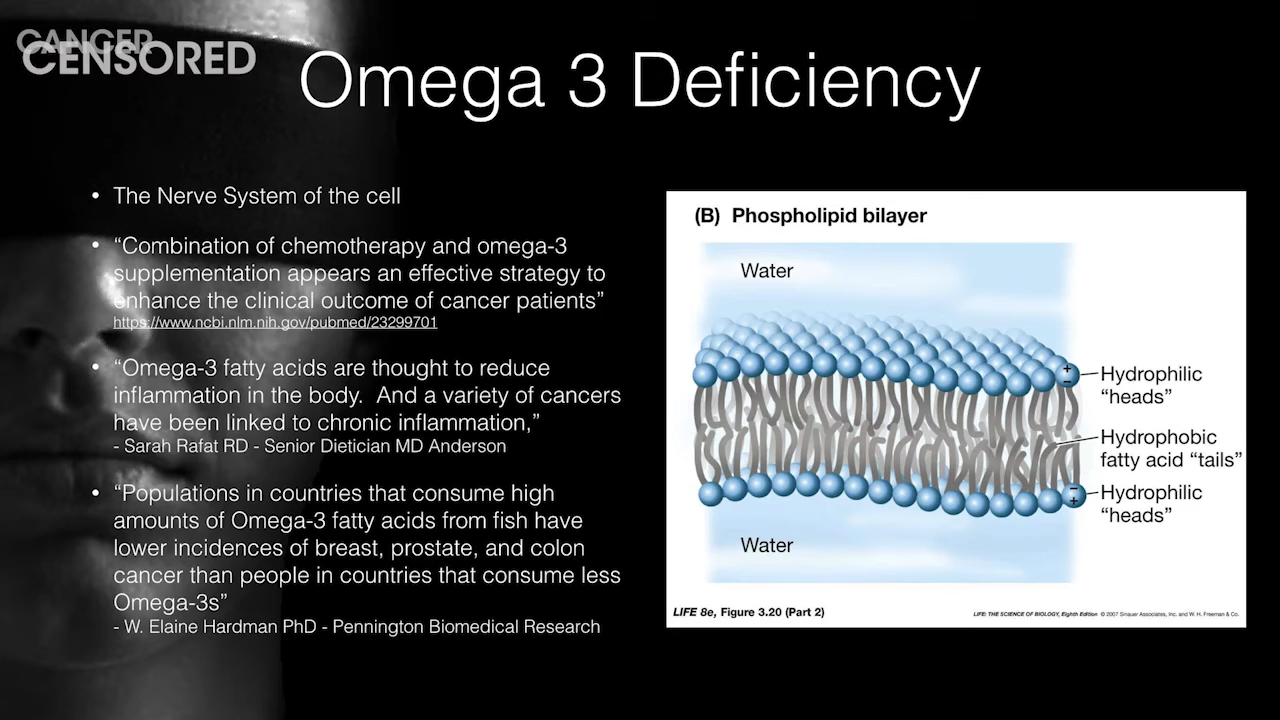 CANCER
CENSORED
Omega 3 Deficiency
• The Nerve System of the cell
• “Combination of chemotherapy and omega-3
supplementation appears an effective strategy to
enhance the clinical outcome of cancer patients”
https://www.ncbi.nlm.nih.gov/pubmed/23299701
• “Omega-3 fatty acids are thought to reduce
inflammation in the body. And a variety of cancers
have been linked to chronic inflammation,”
- Sarah Rafat RD - Senior Dietician MD Anderson
• “Populations in countries that consume high
amounts of Omega-3 fatty acids from fish have
lower incidences of breast, prostate, and colon
cancer than people in countries that consume less
Omega-3s”
- W. Elaine Hardman PhD - Pennington Biomedical Research
(B) Phospholipid bilayer
Water
+
−
Hydrophilic
“heads”
Hydrophobic
fatty acid “tails”
−
+
Hydrophilic
“heads”
Water
LIFE 8e, Figure 3.20 (Part 2)
LIFE: THE SCIENCE OF BIOLOGY, Eighth Edition © 2007 Sinauer Associates, Inc. and W. H. Freeman & Co.